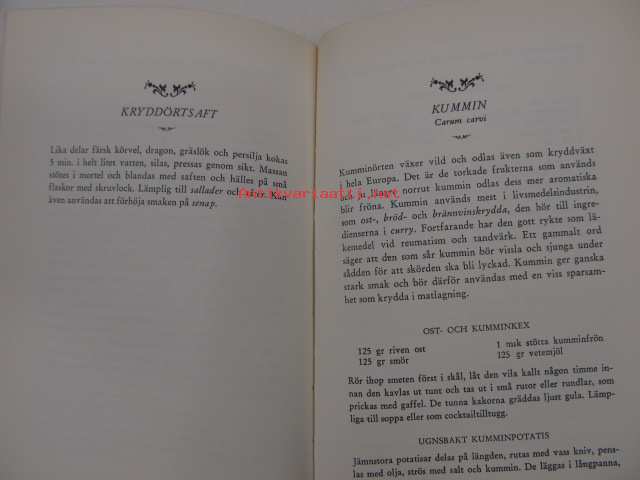 KRYDDÖRTSAFT
Lika delar färsk körvel, dragon, gräslök och persilja kokas
5 min. i helt litet vatten, silas, pressas genom sikt. Massan
stötes i mortel och blandas med saften och hälles på små
flaskor med skruvlock. Lämplig till sallader och såser. Kan
även användas att förhöja smaken på senap.
KUMMIN
Carum carvi
Kumminörten växer vild och odlas även som kryddväxt
i hela Europa. Det är de torkade frukterna som används
och ju längre norrut kummin odlas dess mer aromatiska
blir fröna. Kummin används mest i livsmedelsindustrin,
som ost-, bröd- och brännvinskrydda, den hör till ingre-
dienserna i curry. Fortfarande har den gott rykte som lä-
kemedel vid reumatism och tandvärk. Ett gammalt ord
säger att den som sår kummin bör vissla och sjunga under
sådden för att skörden ska bli lyckad. Kummin ger ganska
stark smak och bör därför användas med en viss sparsam-
het som krydda i matlagning.
OST- OCH KUMMINKEX
125 gr riven ost 1 msk stötta kumminfrön
125 gr smör 125 gr vetemjöl
Rör ihop smeten först i skål, låt den vila kallt någon timme in-
nan den kavlas ut tunt och tas ut i små rutor eller rundlar, som
prickas med gaffel. De tunna kakorna gräddas ljust gula. Lämp-
liga till soppa eller som cocktailtilltugg.
UGNSBAKT KUMMINPOTATIS
Jämnstora potatisar delas på längden, rutas med vass kniv, pens-
las med olja, strös med salt och kummin. De läggas i långpanna,